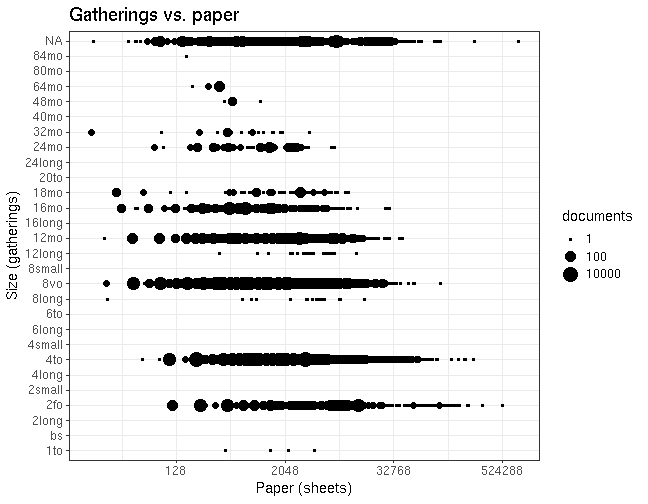 Gatherings vs. paper
NA
84mo
80mo
64mo
48mo
40mo
32mo
24mo
24long
20to
18mo
16mo
16long
12mo
12long
8small
8vo
8long
6to
6long
4small
4to
4long
2small
2fo
2long
bs
1to
Size (gatherings)
128
2048
32768
524288
Paper (sheets)
documents
1
100
10000